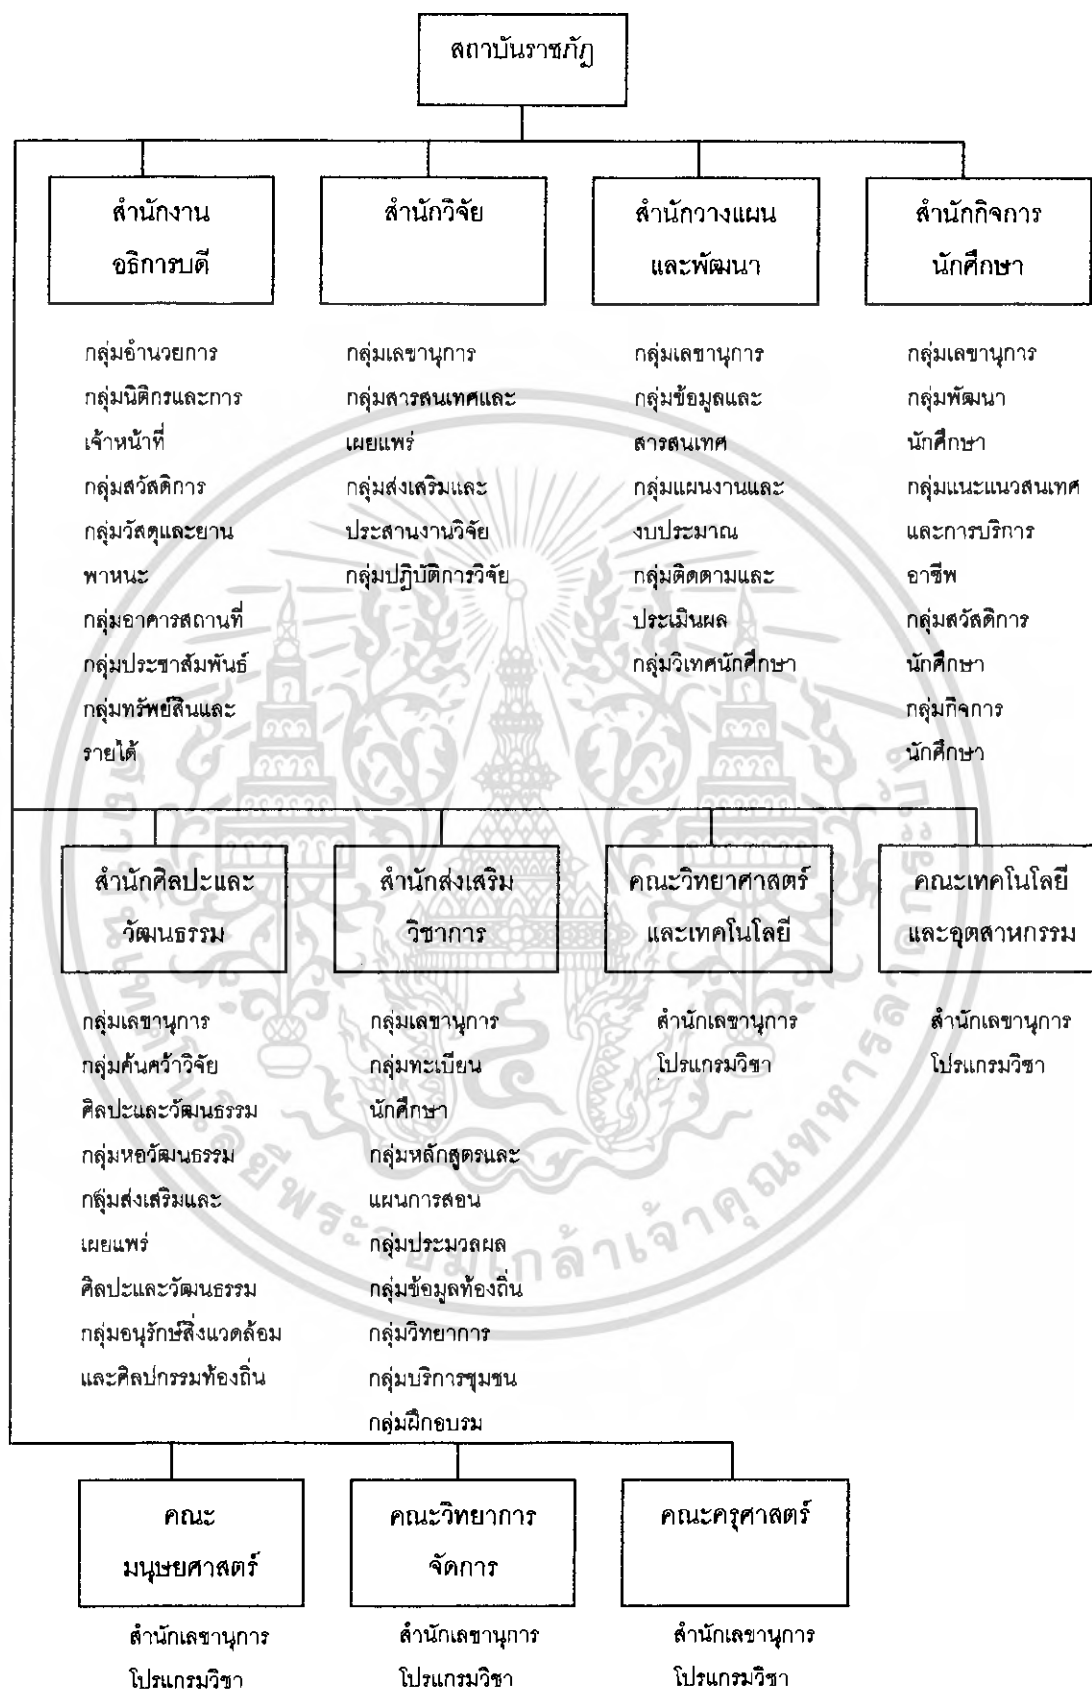 สถาบันราชภัฏ
สำนักงาน
อธิการบดี
กลุ่มอำนวยการ
กลุ่มนิติกรและการ
เจ้าหน้าที่
กลุ่มสวัสดิการ
กลุ่มวัสดุและยาน
พาหนะ
กลุ่มอาคารสถานที่
กลุ่มประชาสัมพันธ์
กลุ่มทรัพย์สินและ
รายได้
สำนักวิจัย
กลุ่มเลขานุการ
กลุ่มสารสนเทศและ
เผยแพร่
กลุ่มส่งเสริมและ
ประสานงานวิจัย
กลุ่มปฏิบัติการวิจัย
สำนักวางแผน
และพัฒนา
กลุ่มเลขานุการ
กลุ่มข้อมูลและ
สารสนเทศ
กลุ่มแผนงานและ
งบประมาณ
กลุ่มติดตามและ
ประเมินผล
กลุ่มวิเทศนักศึกษา
สำนักกิจการ
นักศึกษา
กลุ่มเลขานุการ
กลุ่มพัฒนา
นักศึกษา
กลุ่มแนะแนวสนเทศ
และการบริการ
อาชีพ
กลุ่มสวัสดิการ
นักศึกษา
กลุ่มกิจการ
นักศึกษา
สำนักศิลปะและ
วัฒนธรรม
กลุ่มเลขานุการ
กลุ่มค้นคว้าวิจัย
ศิลปะและวัฒนธรรม
กลุ่มหอวัฒนธรรม
กลุ่มส่งเสริมและ
เผยแพร่
ศิลปะและวัฒนธรรม
กลุ่มอนุรักษ์สิ่งแวดล้อม
และศิลปกรรมท้องถิ่น
สำนักส่งเสริม
วิชาการ
กลุ่มเลขานุการ
กลุ่มทะเบียน
นักศึกษา
กลุ่มหลักสูตรและ
แผนการสอน
กลุ่มประมวลผล
กลุ่มข้อมูลท้องถิ่น
กลุ่มวิทยาการ
กลุ่มบริการชุมชน
กลุ่มฝึกอบรม
คณะวิทยาศาสตร์
และเทคโนโลยี
สำนักเลขานุการ
โปรแกรมวิชา
คณะเทคโนโลยี
และอุตสาหกรรม
สำนักเลขานุการ
โปรแกรมวิชา
คณะ
มนุษยศาสตร์
สำนักเลขานุการ
โปรแกรมวิชา
คณะวิทยาการ
จัดการ
สำนักเลขานุการ
โปรแกรมวิชา
คณะครุศาสตร์
สำนักเลขานุการ
โปรแกรมวิชา
สถาบันเทคโนโลยีพระจอมเกล้าเจ้าคุณทหารลาดกระบัง